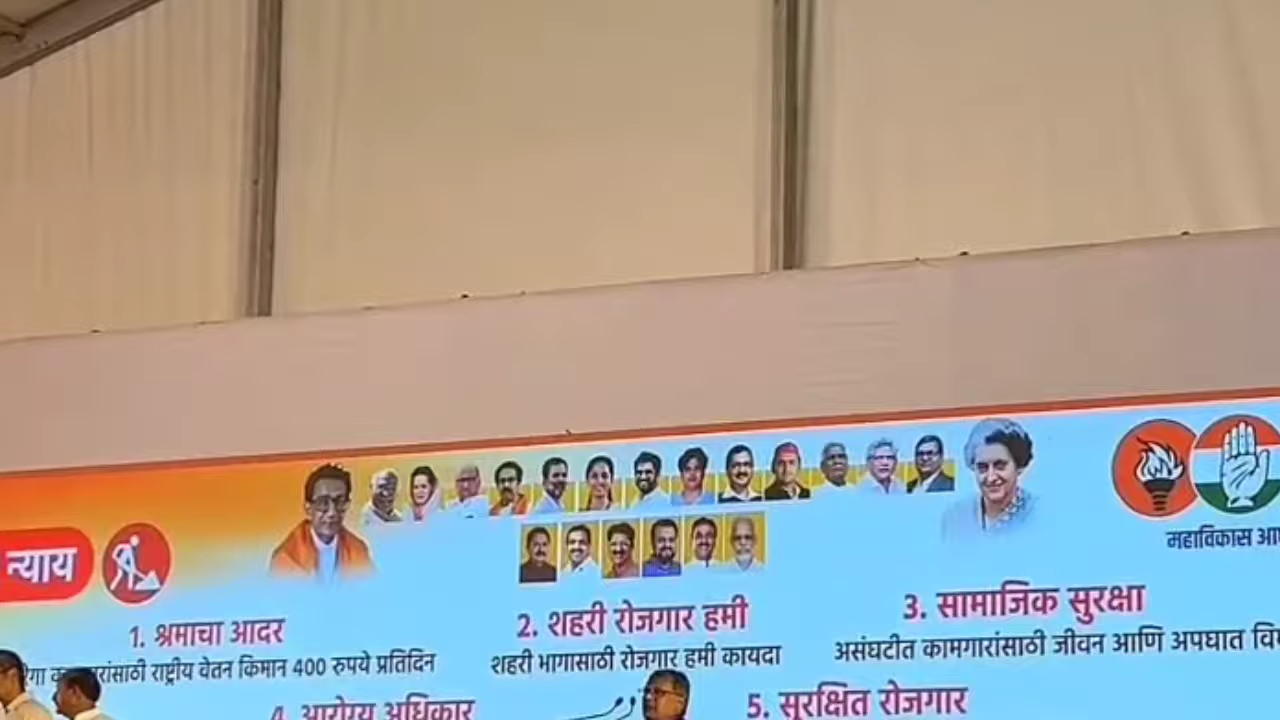 न्याय
महाविकास
1. श्रमाचा आदर
2. शहरी रोजगार हमी
3. सामाजिक सुरक्षा
राष्ट्रीय वेतन किमान 400 रुपये प्रतिदिन
शहरी भागासाठी रोजगार हमी कायदा
असंघटीत कामगारांसाठी जीवन आणि अपघात
4. आरोग्य अधिकार
5. सुरक्षित रोजगार